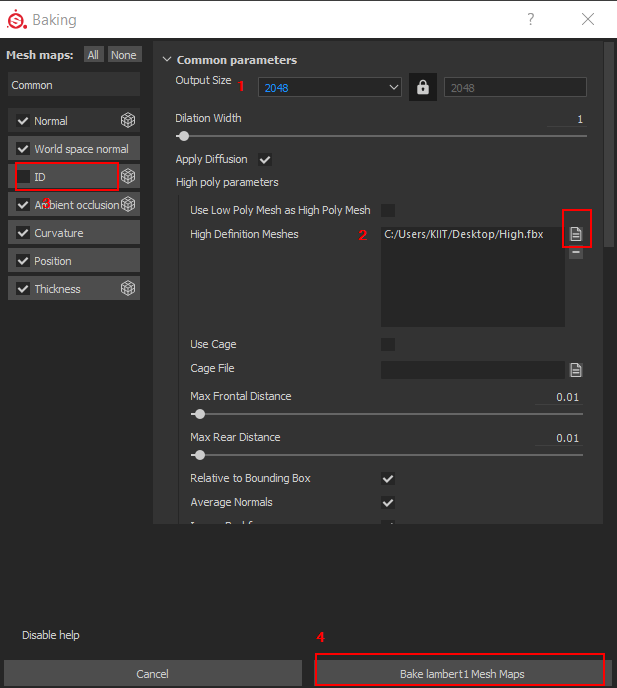 Baking
?
Mesh maps: All None
Common
Normal
World space normal
ID
Ambient occlusion
Curvature
Position
Thickness
Common parameters
Output Size 1 2048 2048
Dilation Width
1
Apply Diffusion
High poly parameters
Use Low Poly Mesh as High Poly Mesh
High Definition Meshes 2 C:/Users/KIIT/Desktop/High.fbx
Use Cage
Cage File
Max Frontal Distance
0.01
Max Rear Distance
0.01
Relative to Bounding Box
Average Normals
Disable help
4
Cancel
Bake lambert1 Mesh Maps